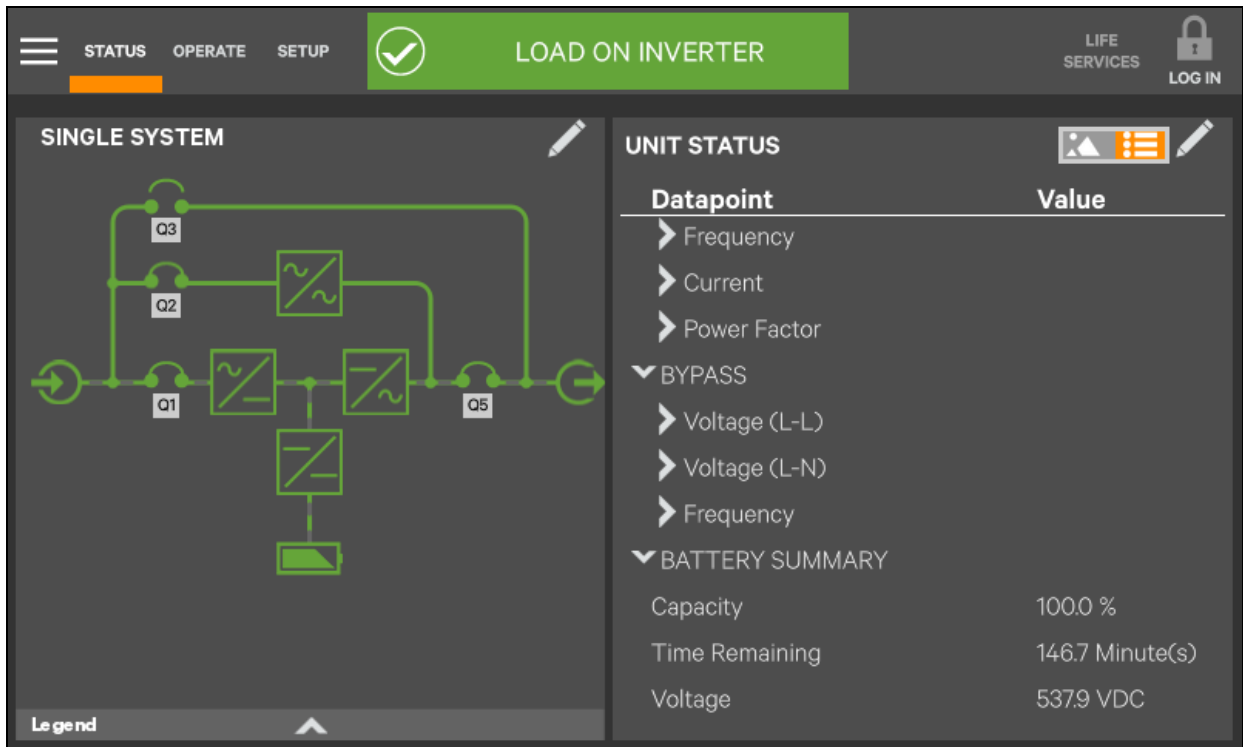 STATUS OPERATE SETUP LOAD ON INVERTER LIFE
SERVICES LOG IN
SINGLE SYSTEM
Q3
Q2
Q1 Q5
Legend
UNIT STATUS
Datapoint Value
Frequency
Current
Power Factor
BYPASS
Voltage (L-L)
Voltage (L-N)
Frequency
BATTERY SUMMARY
Capacity 100.0 %
Time Remaining 146.7 Minute(s)
Voltage 537.9 VDC